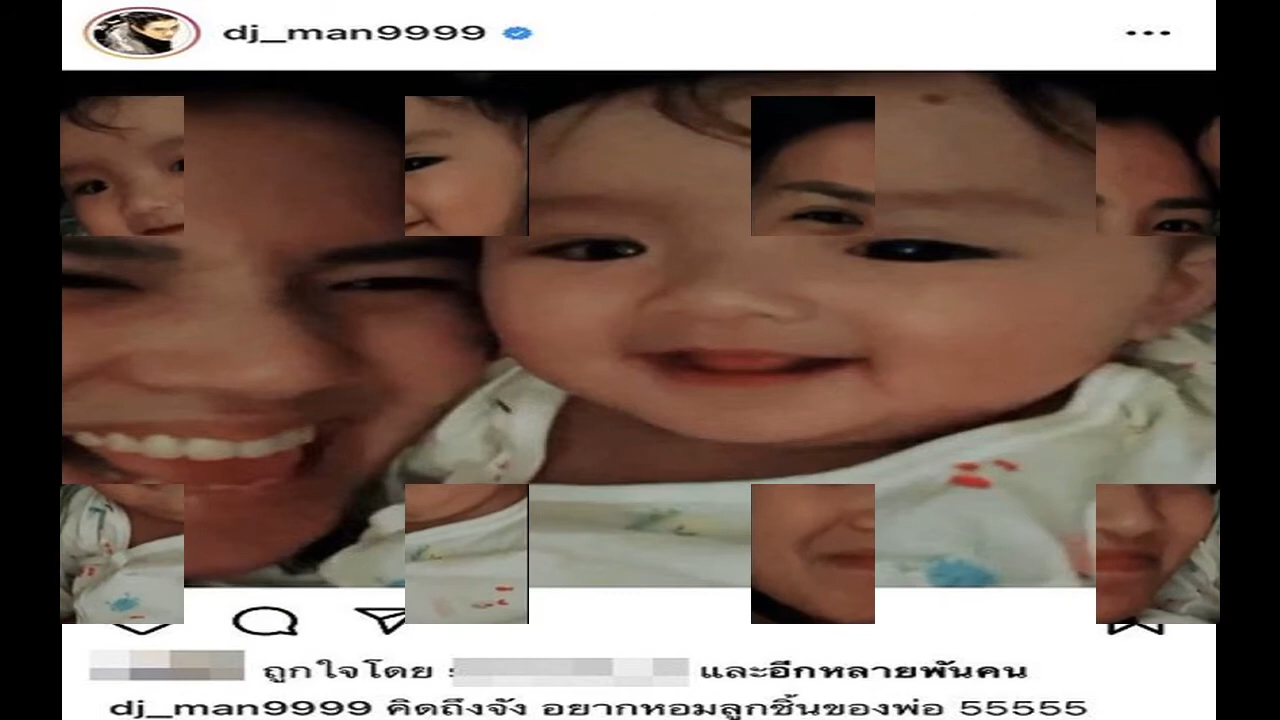 dj_man9999
ถูกใจโดย และอีกหลายพันคน
dj_man9999 คิดถึงจัง อยากหอมลูกชิ้นของพ่อ 55555